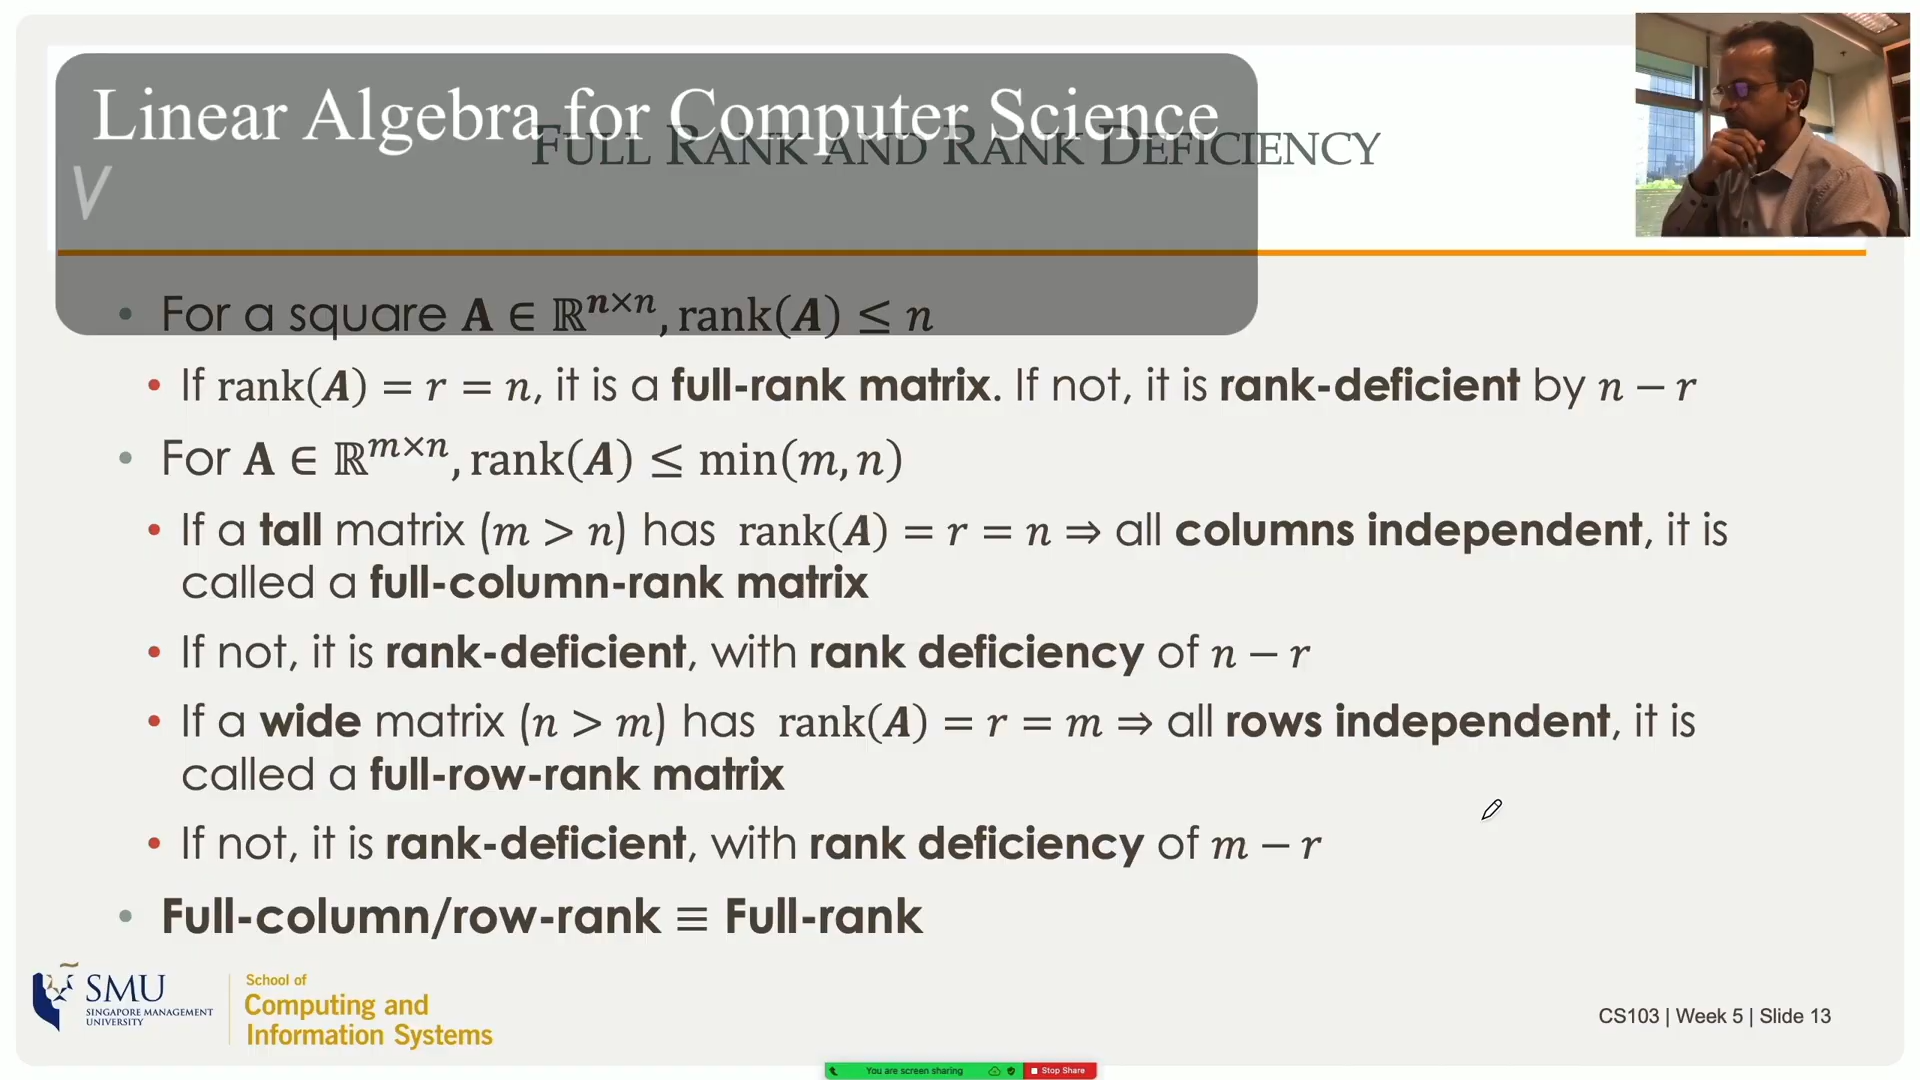 Linear Algebra for Computer Science
FULL RANK AND RANK DEFICIENCY
V
• For a square A ∈ ℝⁿˣⁿ, rank(A) ≤ n
• If rank(A) = r = n, it is a full-rank matrix. If not, it is rank-deficient by n − r
• For A ∈ ℝᵐˣⁿ, rank(A) ≤ min(m, n)
• If a tall matrix (m > n) has rank(A) = r = n ⇒ all columns independent, it is
called a full-column-rank matrix
• If not, it is rank-deficient, with rank deficiency of n − r
• If a wide matrix (n > m) has rank(A) = r = m ⇒ all rows independent, it is
called a full-row-rank matrix
• If not, it is rank-deficient, with rank deficiency of m − r
• Full-column/row-rank ≡ Full-rank
SMU
SINGAPORE MANAGEMENT
UNIVERSITY
School of
Computing and
Information Systems
CS103 | Week 5 | Slide 13
You are screen sharing
Stop Share